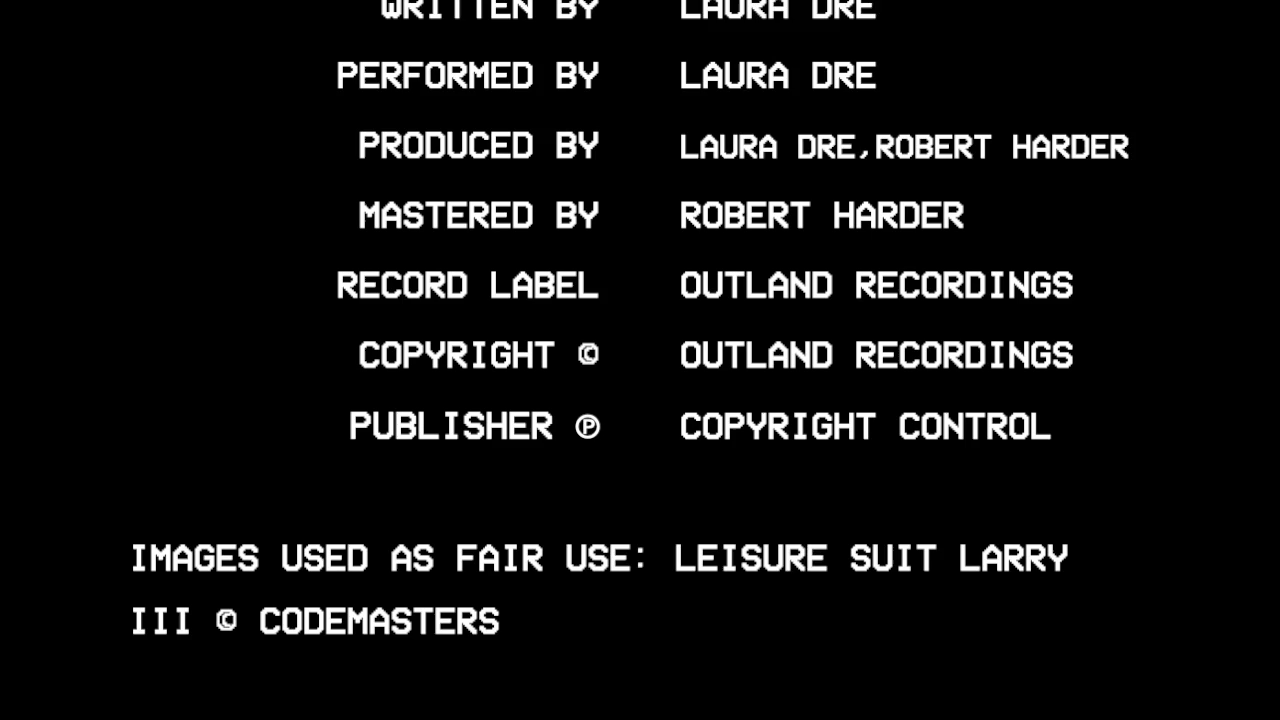 WRITTEN BY LAURA DRE
PERFORMED BY LAURA DRE
PRODUCED BY LAURA DRE,ROBERT HARDER
MASTERED BY ROBERT HARDER
RECORD LABEL OUTLAND RECORDINGS
COPYRIGHT © OUTLAND RECORDINGS
PUBLISHER ℗ COPYRIGHT CONTROL
IMAGES USED AS FAIR USE: LEISURE SUIT LARRY
III © CODEMASTERS